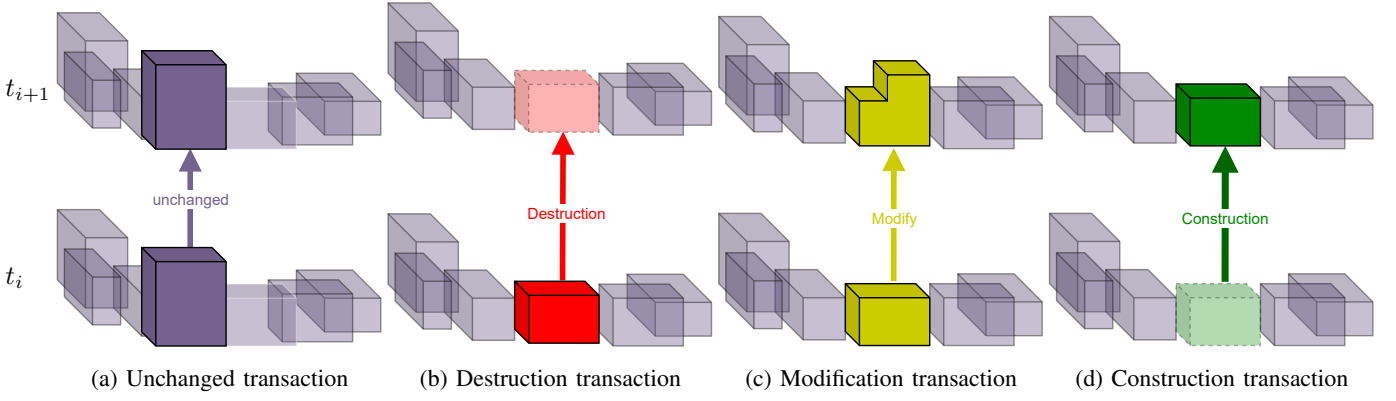 t_{i+1}
unchanged
Destruction
Modify
Construction
t_i
(a) Unchanged transaction
(b) Destruction transaction
(c) Modification transaction
(d) Construction transaction